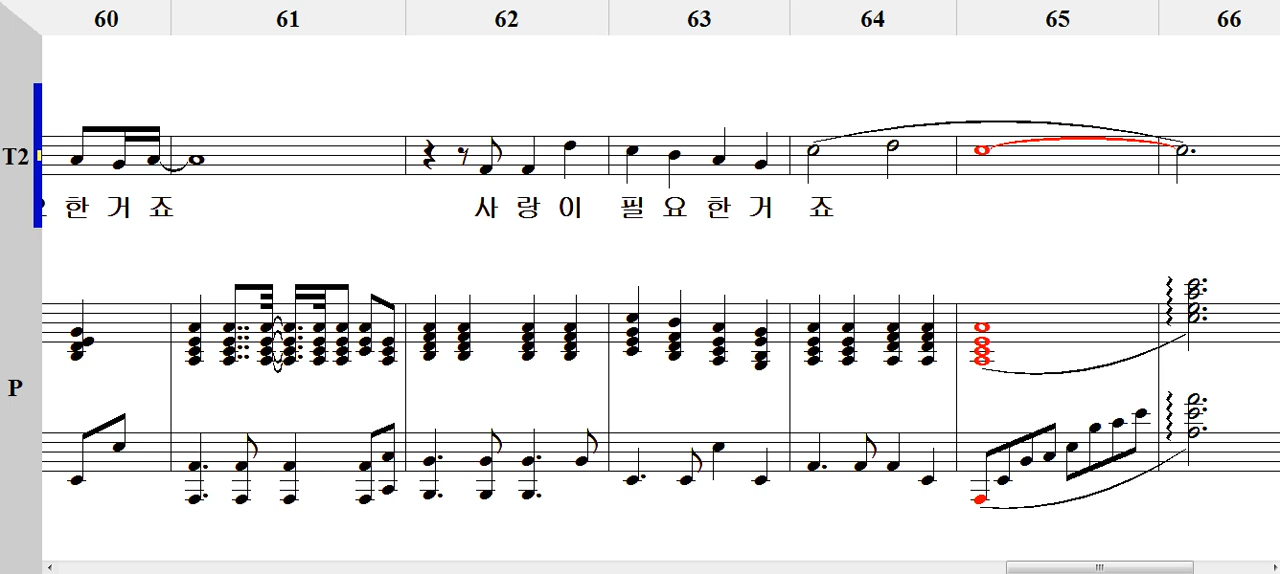 60 61 62 63 64 65 66
T2
한 거 죠 사 랑 이 필 요 한 거 죠
P